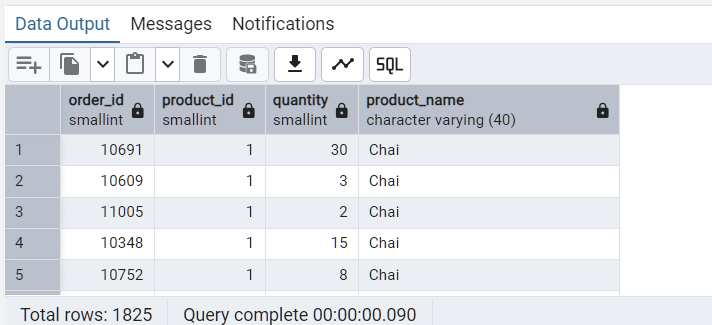 Data Output Messages Notifications
SQL
order_id product_id quantity product_name
smallint smallint smallint character varying (40)
1 10691 1 30 Chai
2 10609 1 3 Chai
3 11005 1 2 Chai
4 10348 1 15 Chai
5 10752 1 8 Chai
Total rows: 1825 Query complete 00:00:00.090